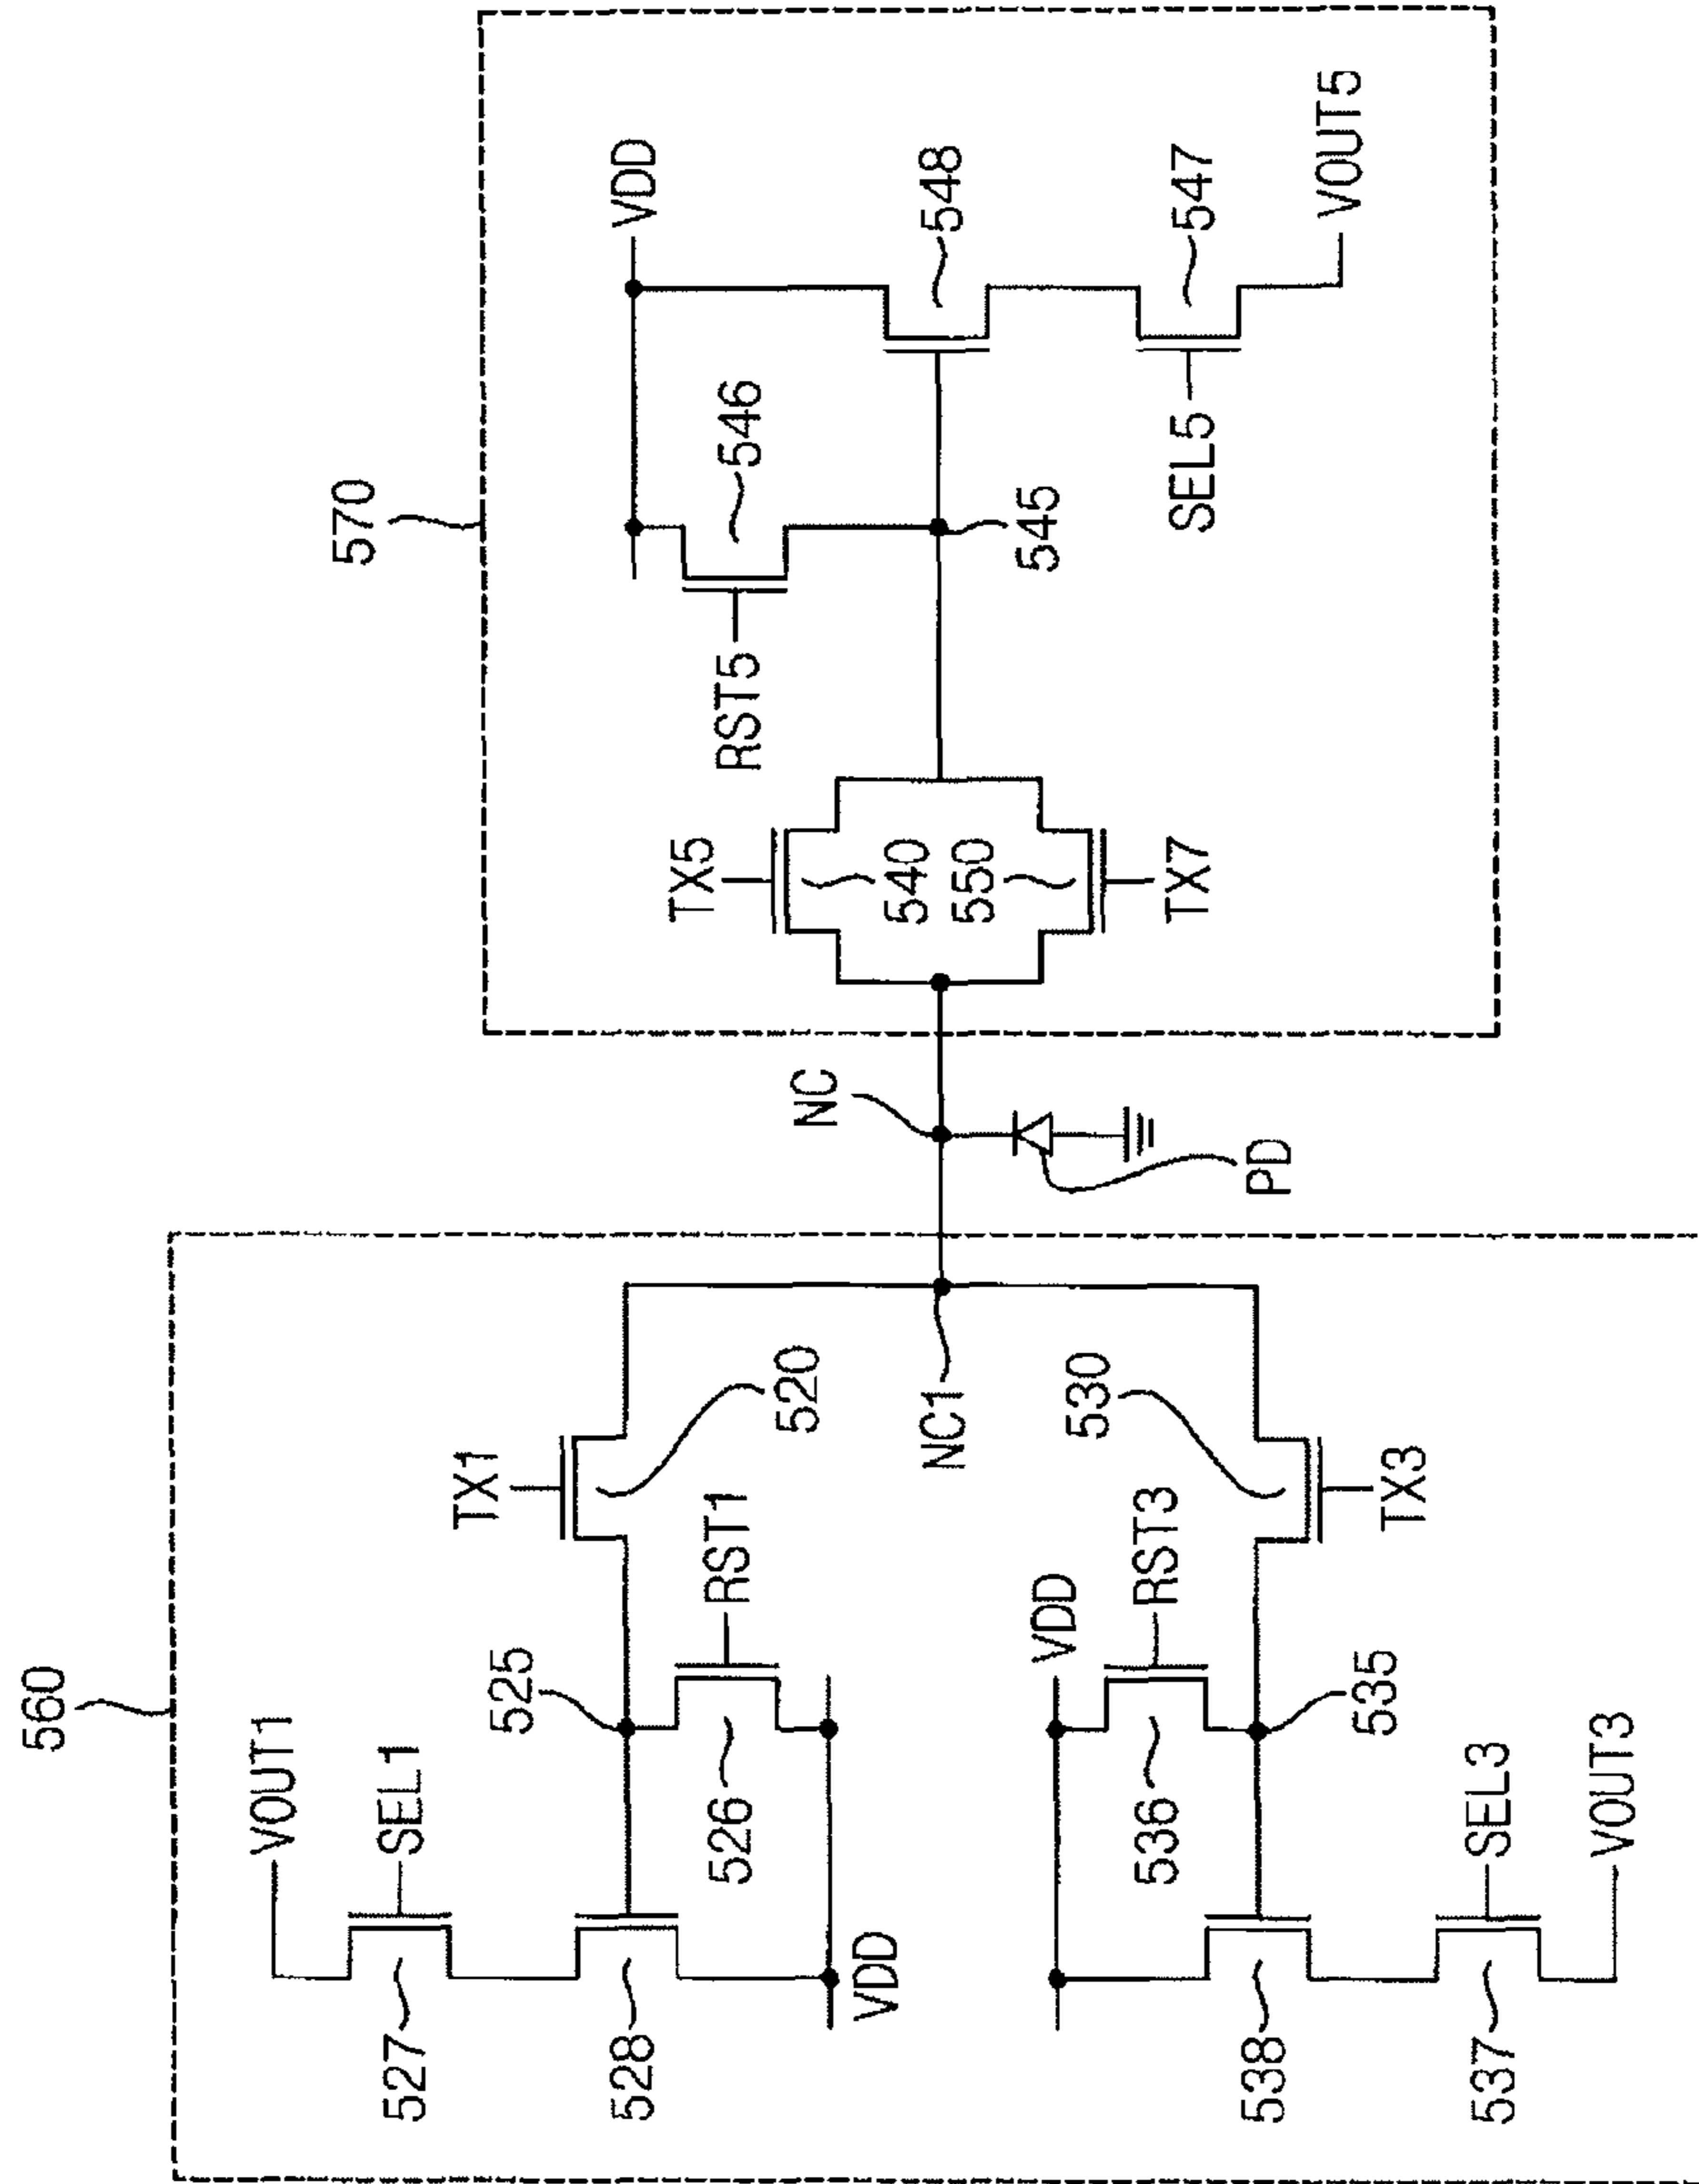 570
VDD
548
VOUT5
546
547
545
SEL5
RST5
TX5
540
550
TX7
NC
PD
560
TX1
520
NC1
530
TX3
RST1
RST3
525
VDD
535
VOUT1
SEL1
526
536
SEL3
VOUT3
VDD
527
528
538
537